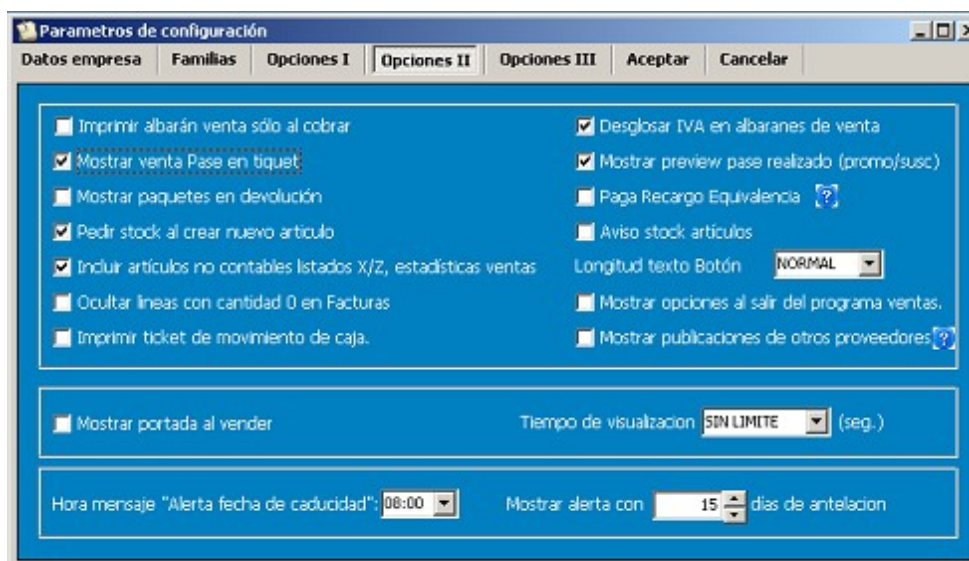 Parametros de configuración
Datos empresa Familias Opciones I Opciones II Opciones III Aceptar Cancelar
Imprimir albarán venta sólo al cobrar
Mostrar venta Pase en tiquet
Mostrar paquetes en devolución
Pedir stock al crear nuevo articulo
Incluir artículos no contables listados X/Z, estadísticas ventas
Ocultar lineas con cantidad 0 en Facturas
Imprimir ticket de movimiento de caja.
Desglosar IVA en albaranes de venta
Mostrar preview pase realizado (promo/susc)
Paga Recargo Equivalencia ?
Aviso stock artículos
Longitud texto Botón NORMAL
Mostrar opciones al salir del programa ventas.
Mostrar publicaciones de otros proveedores ?
Mostrar portada al vender Tiempo de visualizacion SIN LIMITE (seg.)
Hora mensaje "Alerta fecha de caducidad": 08:00 Mostrar alerta con 15 dias de antelacion